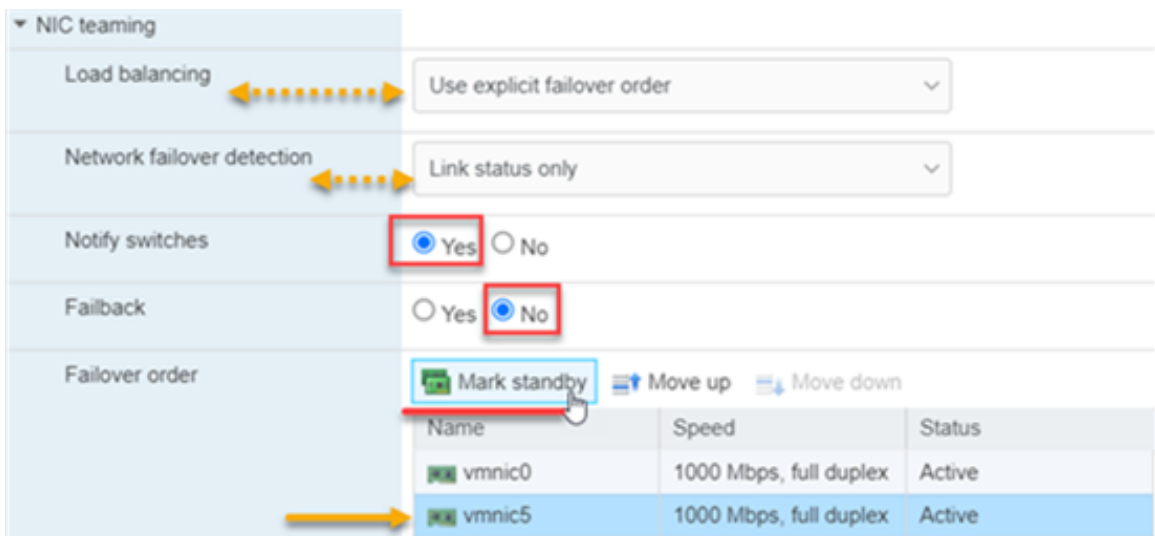 NIC teaming
Load balancing
Use explicit failover order
Network failover detection
Link status only
Notify switches
Yes No
Failback
Yes No
Failover order
Mark standby Move up Move down
Name Speed Status
vmnic0 1000 Mbps, full duplex Active
vmnic5 1000 Mbps, full duplex Active